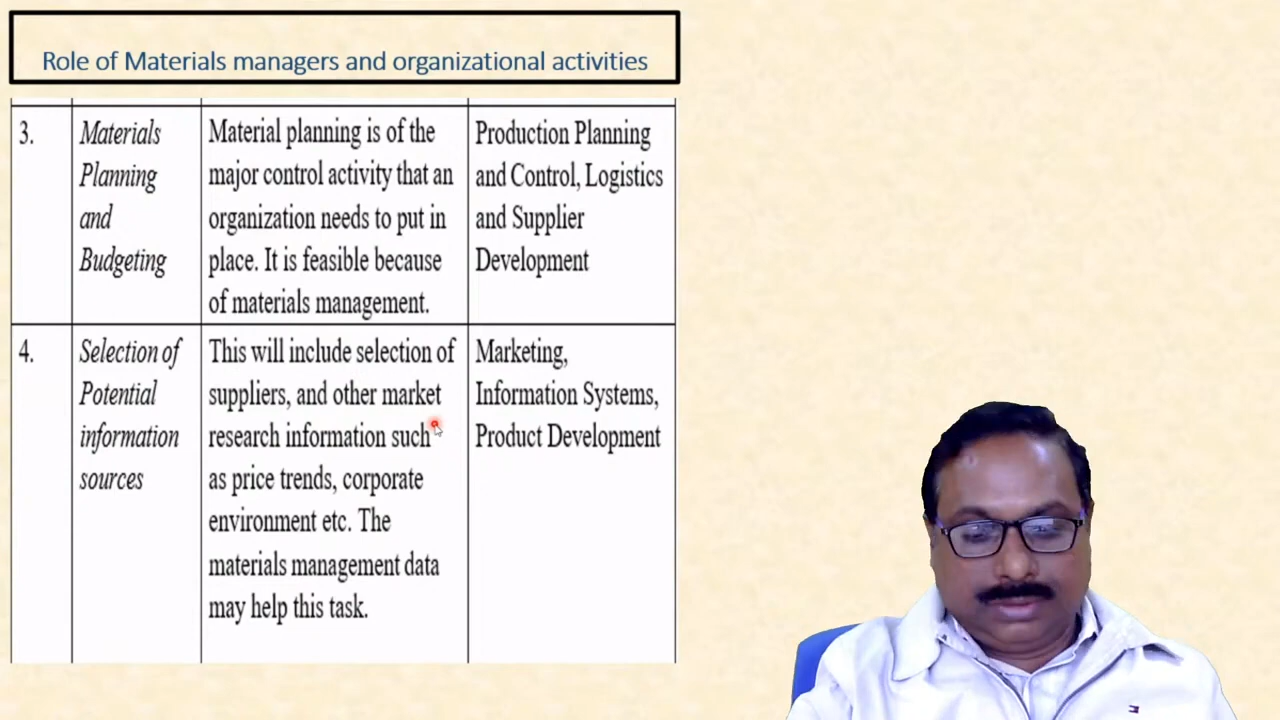 Role of Materials managers and organizational activities
3.
Materials
Planning
and
Budgeting
Material planning is of the
major control activity that an
organization needs to put in
place. It is feasible because
of materials management.
Production Planning
and Control, Logistics
and Supplier
Development
4.
Selection of
Potential
information
sources
This will include selection of
suppliers, and other market
research information such
as price trends, corporate
environment etc. The
materials management data
may help this task.
Marketing,
Information Systems,
Product Development